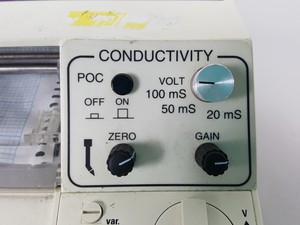 CONDUCTIVITY
POC
VOLT
100 mS
50 mS
20 mS
OFF ON
ZERO
GAIN
var.
V